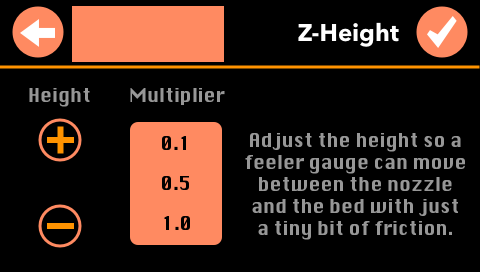 Z-Height
Height
Multiplier
0.1
0.5
1.0
Adjust the height so a
feeler gauge can move
between the nozzle
and the bed with just
a tiny bit of friction.